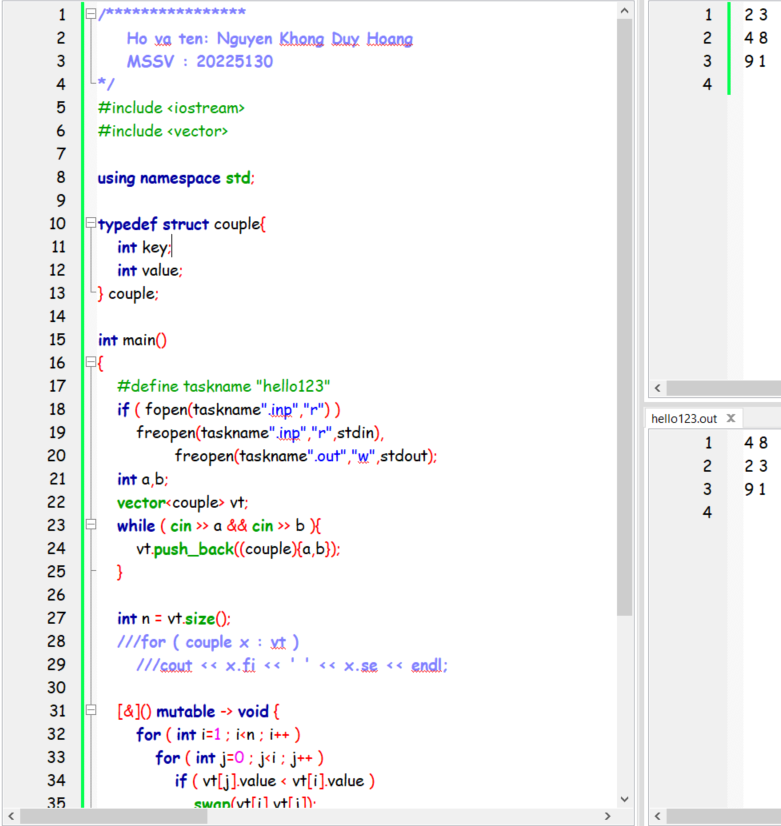 1 /****************
2 Ho va ten: Nguyen Khong Duy Hoang
3 MSSV : 20225130
4 */
5 #include <iostream>
6 #include <vector>
7
8 using namespace std;
9
10 typedef struct couple{
11 int key;
12 int value;
13 } couple;
14
15 int main()
16 {
17 #define taskname "hello123"
18 if ( fopen(taskname".inp","r") )
19 freopen(taskname".inp","r",stdin),
20 freopen(taskname".out","w",stdout);
21 int a,b;
22 vector<couple> vt;
23 while ( cin >> a && cin >> b ){
24 vt.push_back((couple){a,b});
25 }
26
27 int n = vt.size();
28 ///for ( couple x : vt )
29 ///cout << x.fi << ' ' << x.se << endl;
30
31 [&]() mutable -> void {
32 for ( int i=1 ; i<n ; i++ )
33 for ( int j=0 ; j<i ; j++ )
34 if ( vt[j].value < vt[i].value )
35 swap(vt[i],vt[j]);
1 2 3
2 4 8
3 9 1
4
hello123.out X
1 4 8
2 2 3
3 9 1
4